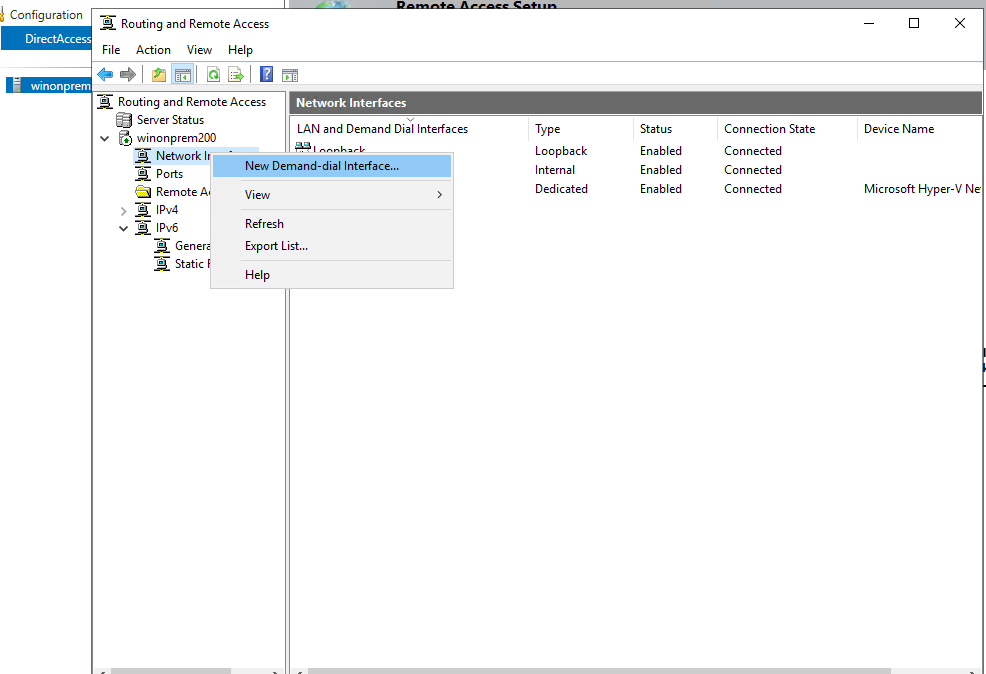 Remote Access Setup
Configuration
DirectAccess
winonprem
Routing and Remote Access
File Action View Help
Routing and Remote Access
Server Status
winonprem200
Network
Ports
Remote
IPv4
IPv6
Static
Network Interfaces
LAN and Demand Dial Interfaces Type Status Connection State Device Name
Loopback Loopback Enabled Connected
Internal Enabled Connected
Dedicated Enabled Connected Microsoft Hyper-V Ne
New Demand-dial Interface...
View
Refresh
Export List...
Help